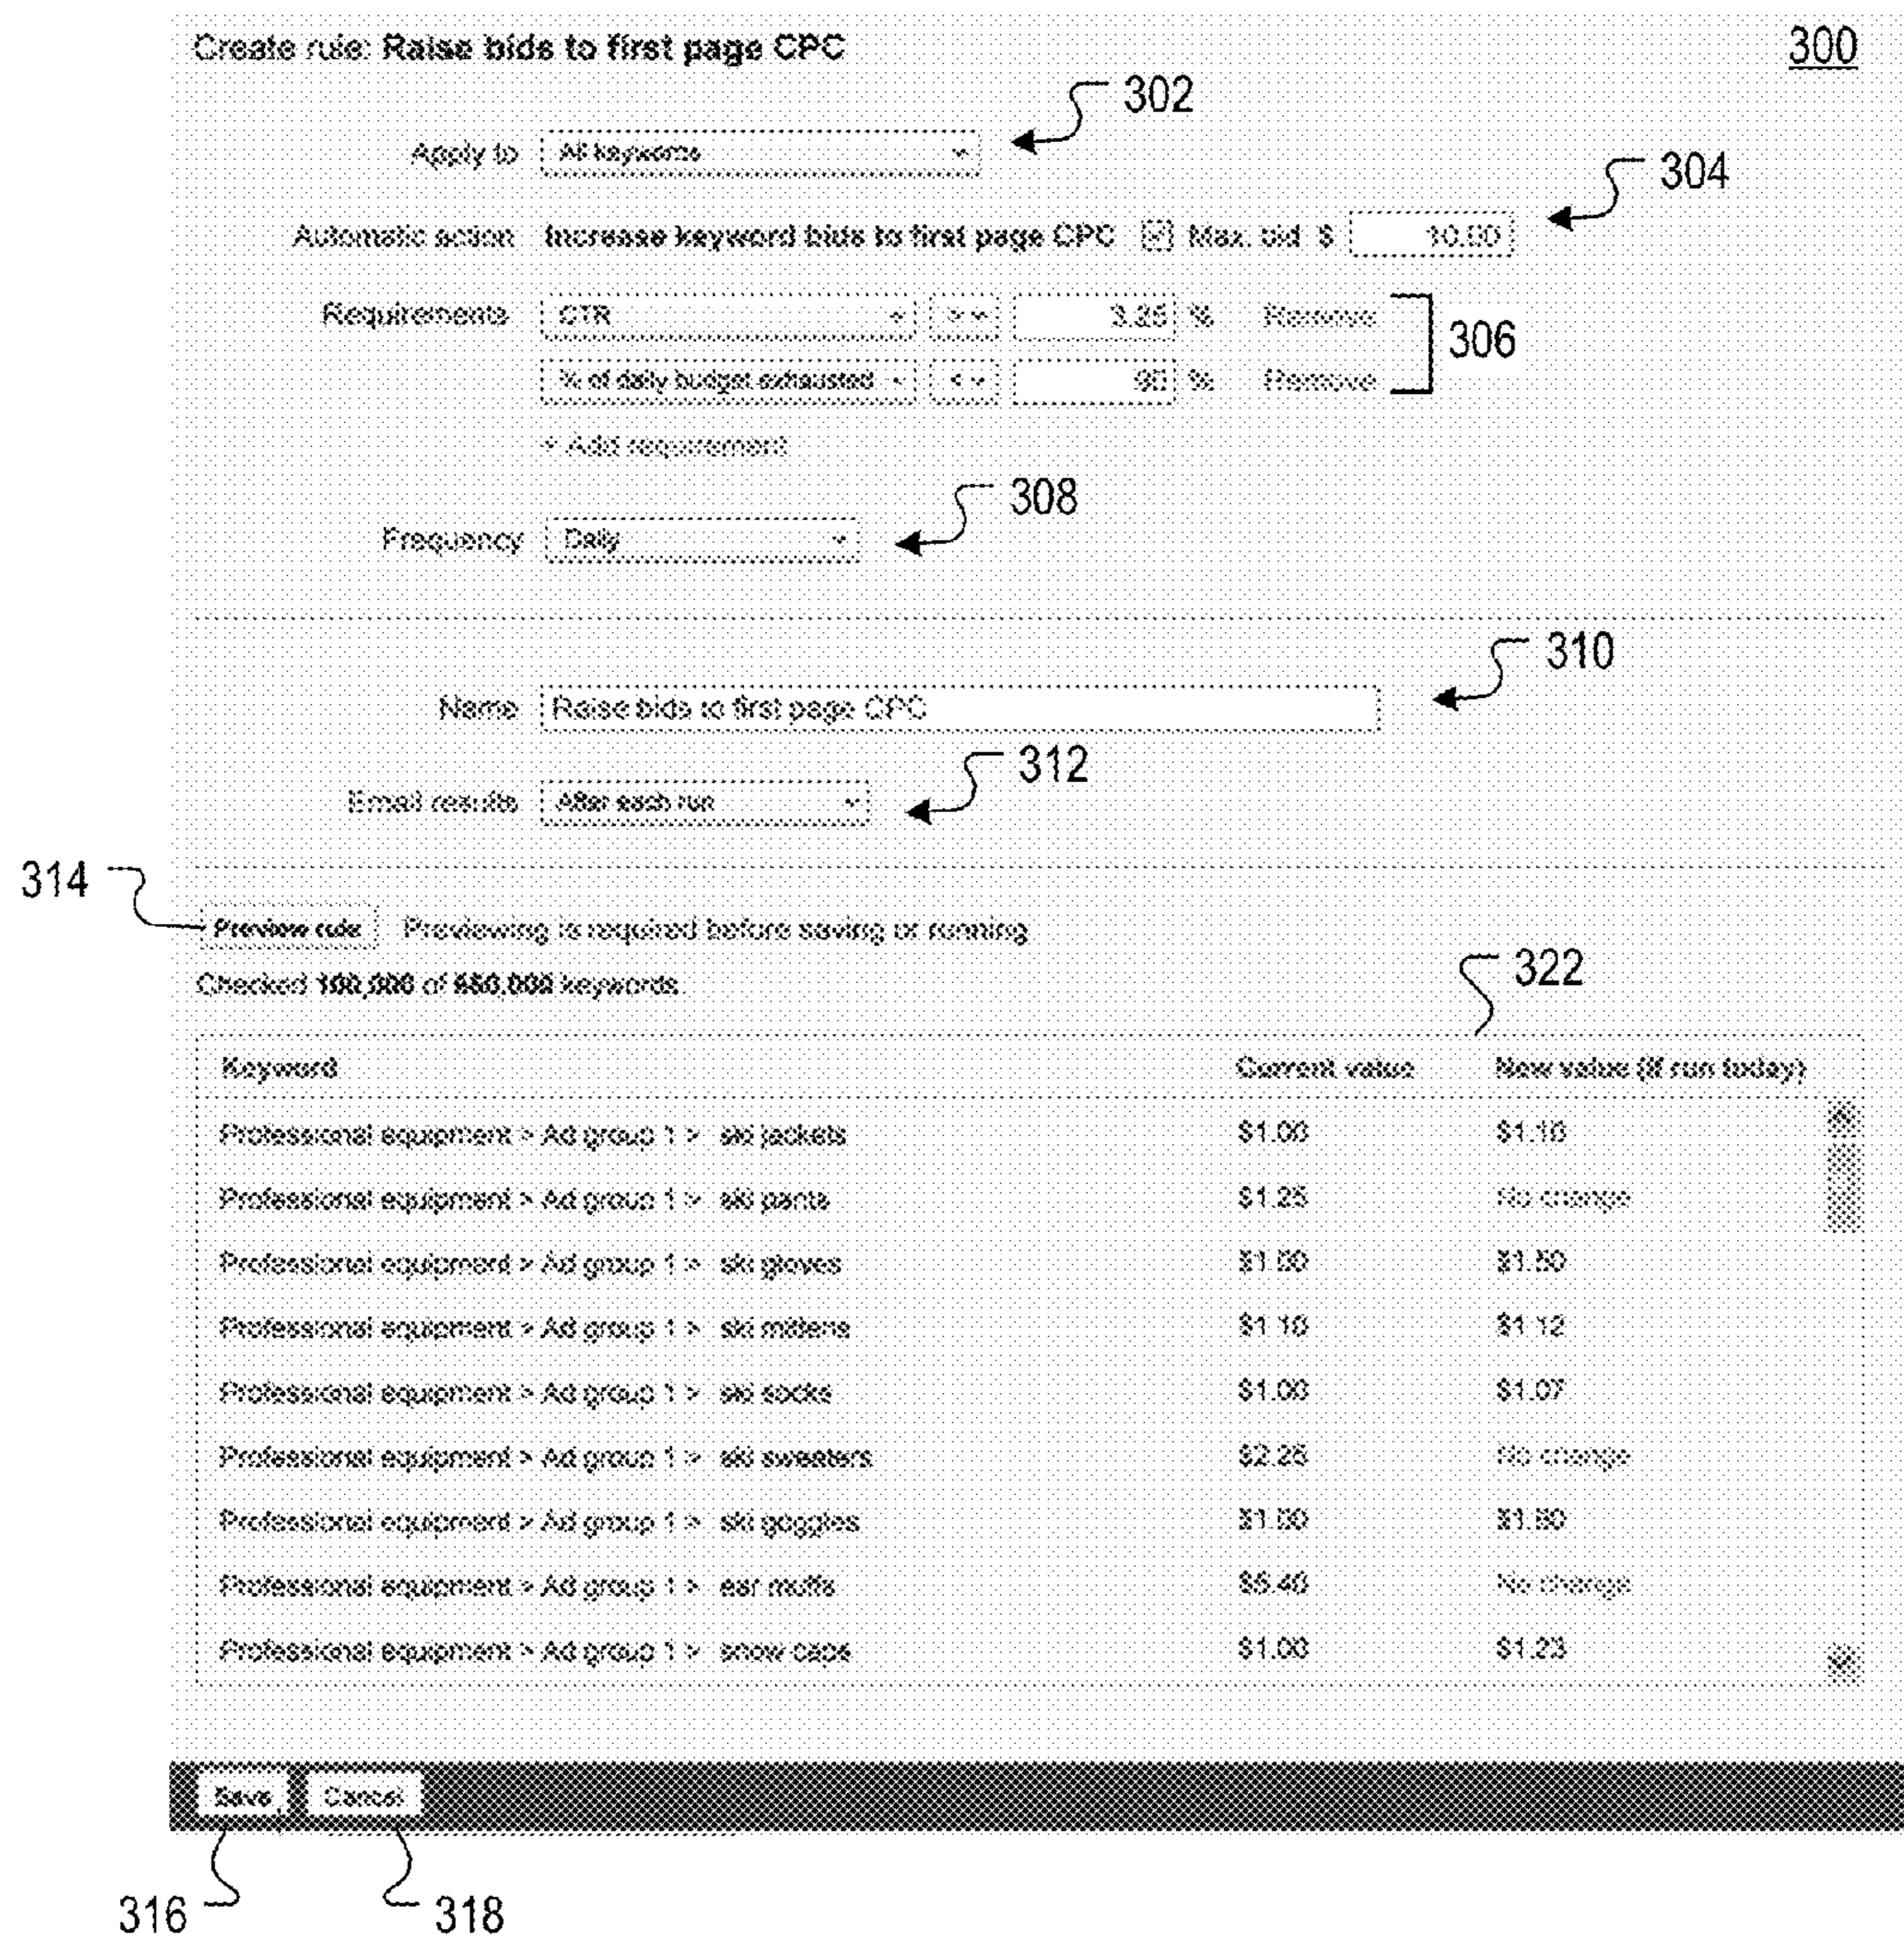 Create rule: Raise bids to first page CPC
300
302
Apply to All keywords
304
Automatic action Increase keyword bids to first page CPC Max. bid $
Requirements CTR > 3.25 % Remove
306
% of daily budget exhausted < 90 % Remove
+ Add requirement
308
Frequency Daily
310
Name Raise bids to first page CPC
312
Email results After each run
314
Preview rule Previewing is required before saving or running
Checked 100,000 of keywords.
322
Keyword Current value New value (if run today)
Professional equipment > Ad group 1 > ski jackets $1.00 $1.10
Professional equipment > Ad group 1 > ski pants $1.25 No change
Professional equipment > Ad group 1 > ski gloves $1.00 $1.50
Professional equipment > Ad group 1 > ski mittens $1.10 $1.12
Professional equipment > Ad group 1 > ski socks $1.00 $1.07
Professional equipment > Ad group 1 > ski sweaters $2.25 No change
Professional equipment > Ad group 1 > ski goggles $1.00
Professional equipment > Ad group 1 > ear muffs No change
Professional equipment > Ad group 1 > snow caps $1.00 $1.23
Save Cancel
316 318